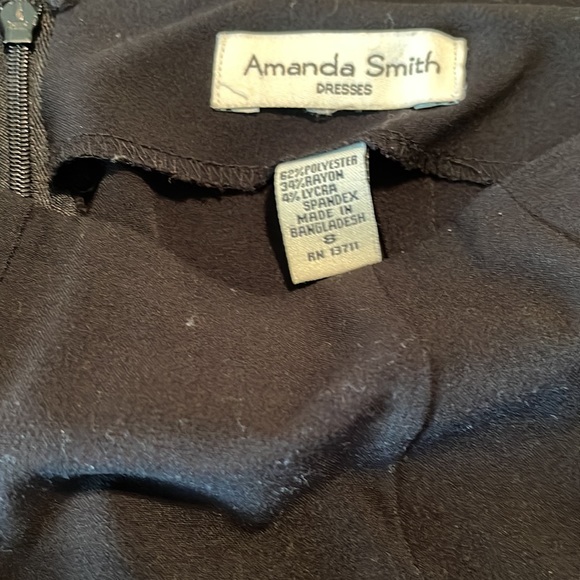 Amanda Smith
DRESSES
62%POLYESTER
34%RAYON
4%LYCRA
SPANDEX
MADE IN
BANGLADESH
8
RN 13711